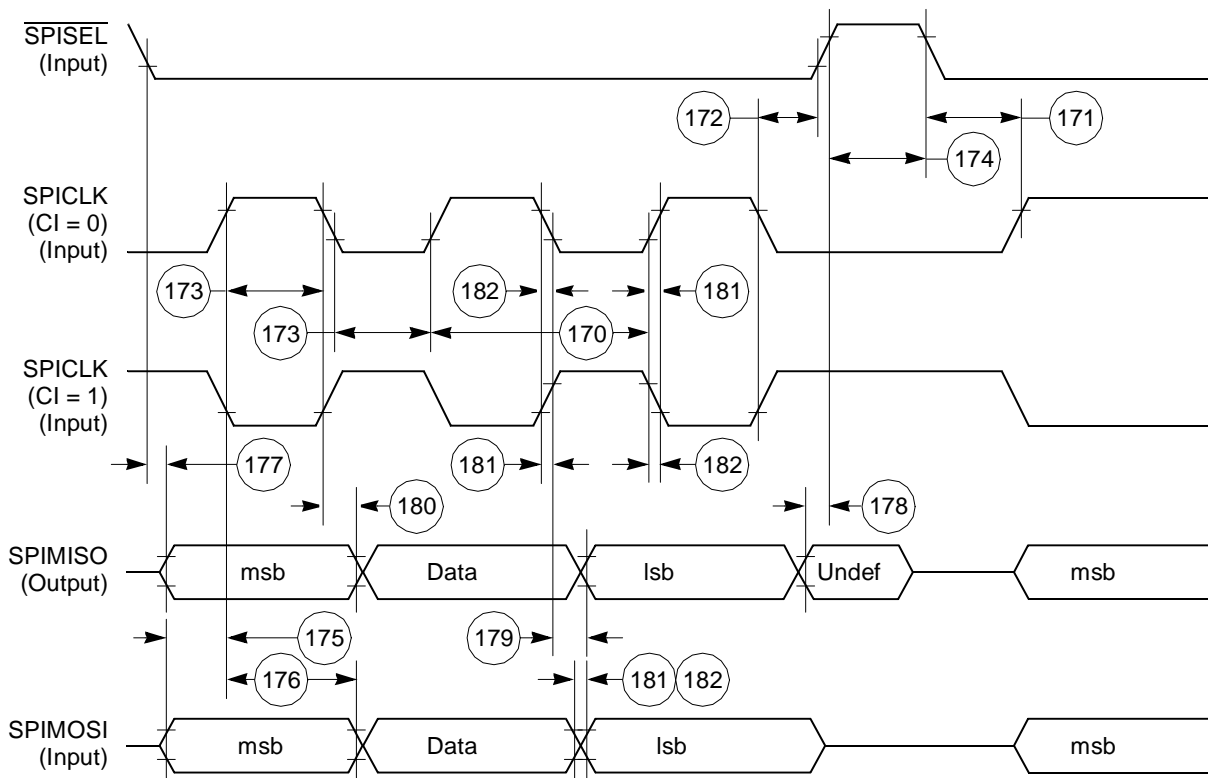 SPISEL
(Input)
172
171
174
SPICLK
(CI = 0)
(Input)
173
182
181
173
170
SPICLK
(CI = 1)
(Input)
177
181
182
180
178
SPIMISO
(Output)
msb
Data
lsb
Undef
msb
175
179
176
181
182
SPIMOSI
(Input)
msb
Data
lsb
msb